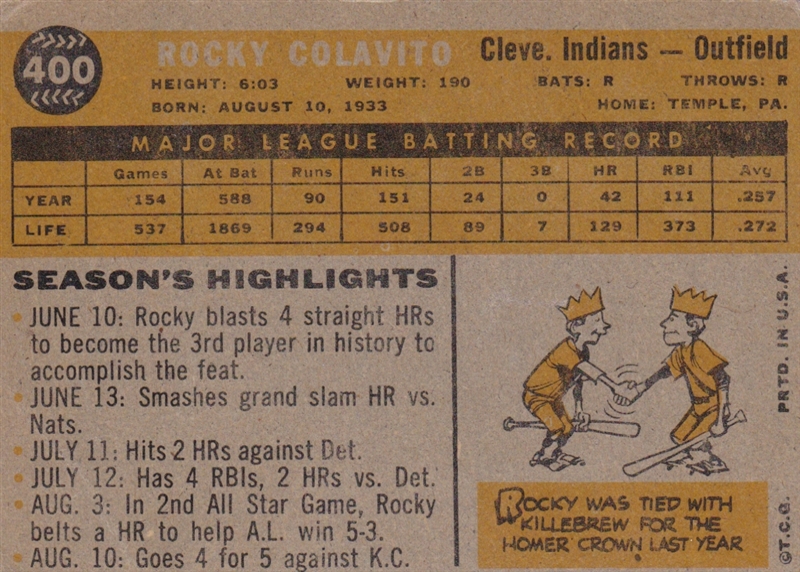 400
ROCKY COLAVITO Cleve. Indians — Outfield
HEIGHT: 6:03 WEIGHT: 190 BATS: R THROWS: R
BORN: AUGUST 10, 1933 HOME: TEMPLE, PA.
MAJOR LEAGUE BATTING RECORD
Games At Bat Runs Hits 2B 3B HR RBI Avg
YEAR 154 588 90 151 24 0 42 111 .257
LIFE 537 1869 294 508 89 7 129 373 .272
SEASON'S HIGHLIGHTS
• JUNE 10: Rocky blasts 4 straight HRs
to become the 3rd player in history to
accomplish the feat.
• JUNE 13: Smashes grand slam HR vs.
Nats.
• JULY 11: Hits 2 HRs against Det.
• JULY 12: Has 4 RBIs, 2 HRs vs. Det.
• AUG. 3: In 2nd All Star Game, Rocky
belts a HR to help A.L. win 5-3.
• AUG. 10: Goes 4 for 5 against K.C.
ROCKY WAS TIED WITH
KILLEBREW FOR THE
HOMER CROWN LAST YEAR
©T.C.G. PRTD. IN U.S.A.